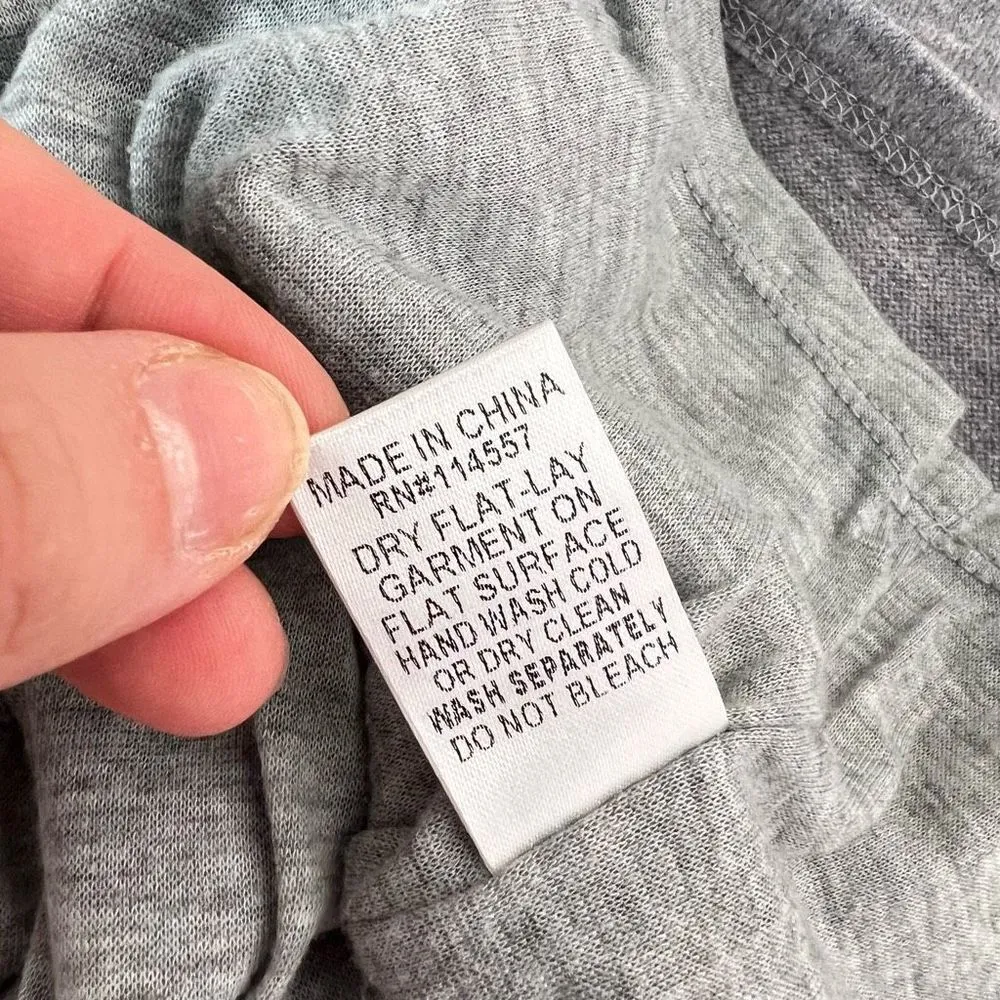 MADE IN CHINA
RN#114557
DRY FLAT-LAY
GARMENT ON
FLAT SURFACE
HAND WASH COLD
OR DRY CLEAN
WASH SEPARATELY
DO NOT BLEACH